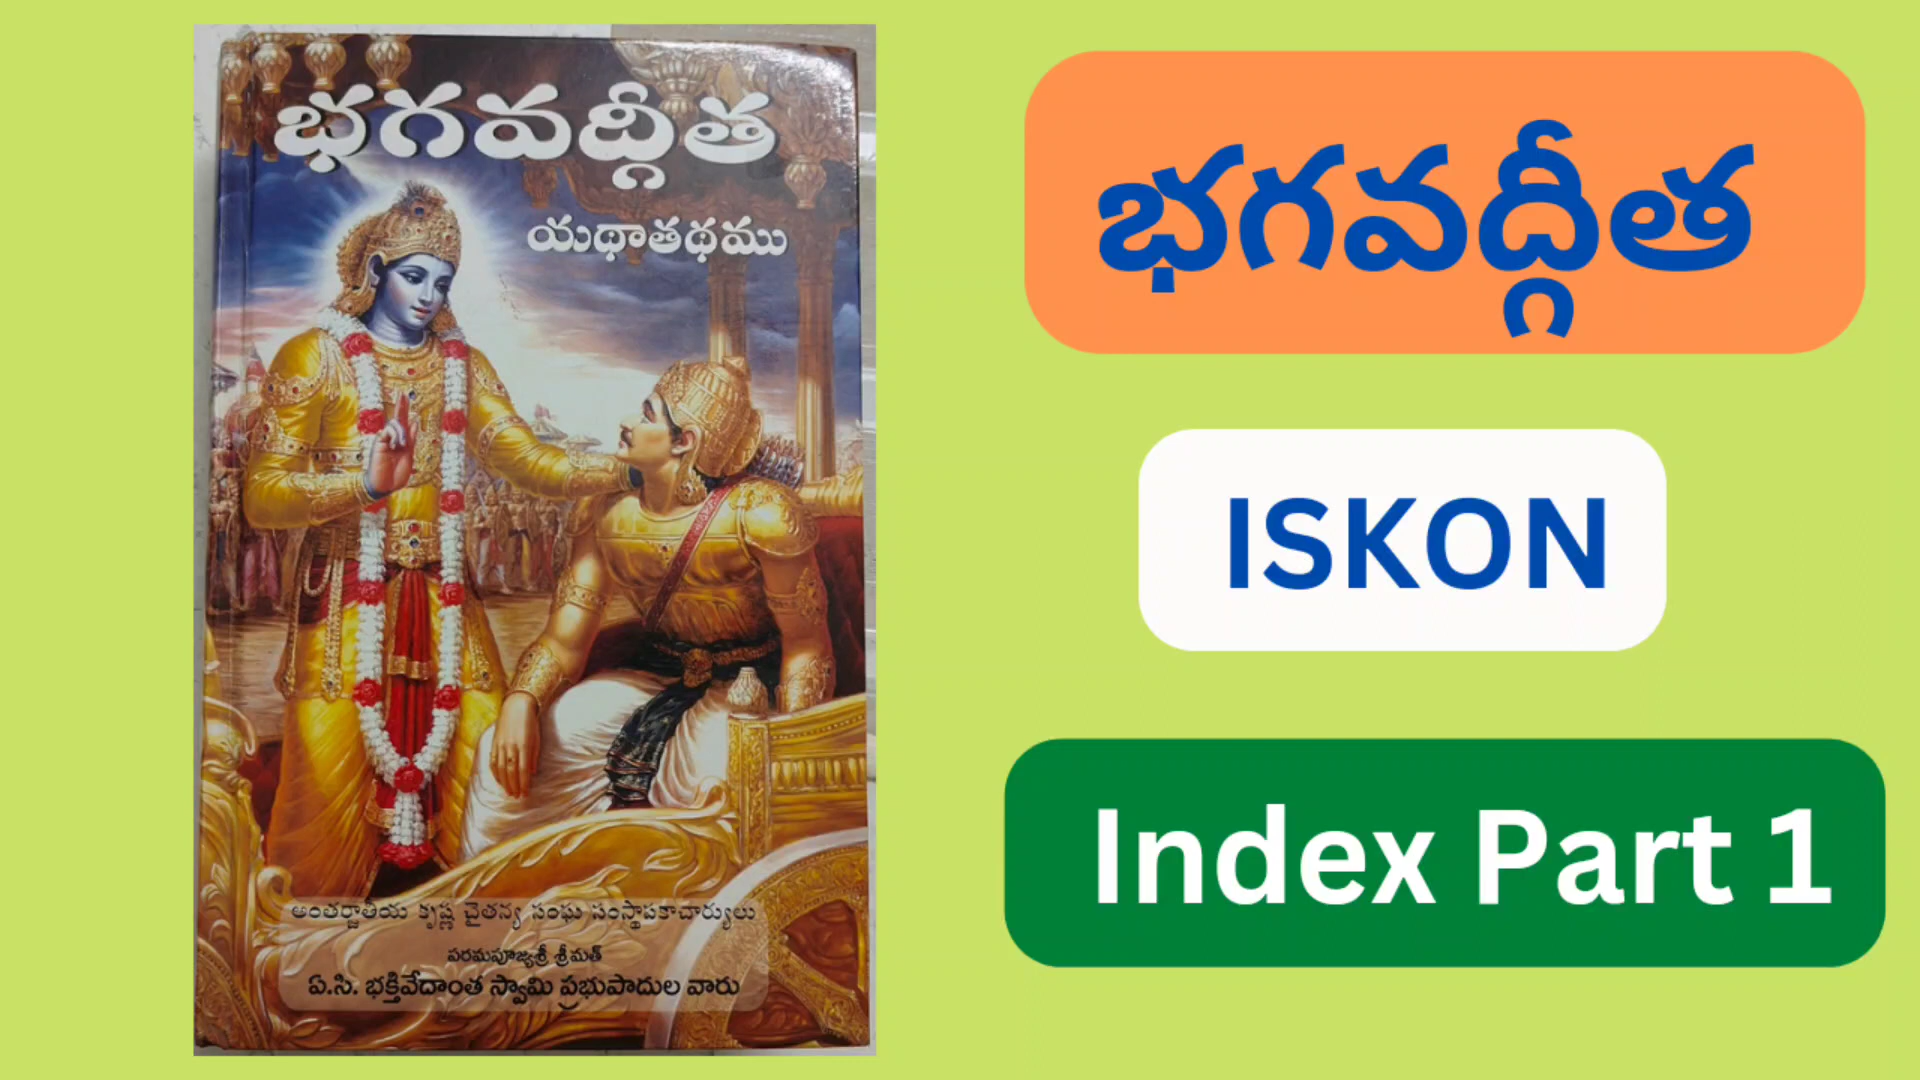 భగవద్గీత
యథాతథము
అంతర్జాతీయ కృష్ణ చైతన్య సంఘ సంస్థాపకాచార్యులు
పరమపూజ్యశ్రీ శ్రీమత్
ఏ.సి. భక్తివేదాంత స్వామి ప్రభుపాదుల వారు
భగవద్గీత
ISKON
Index Part 1